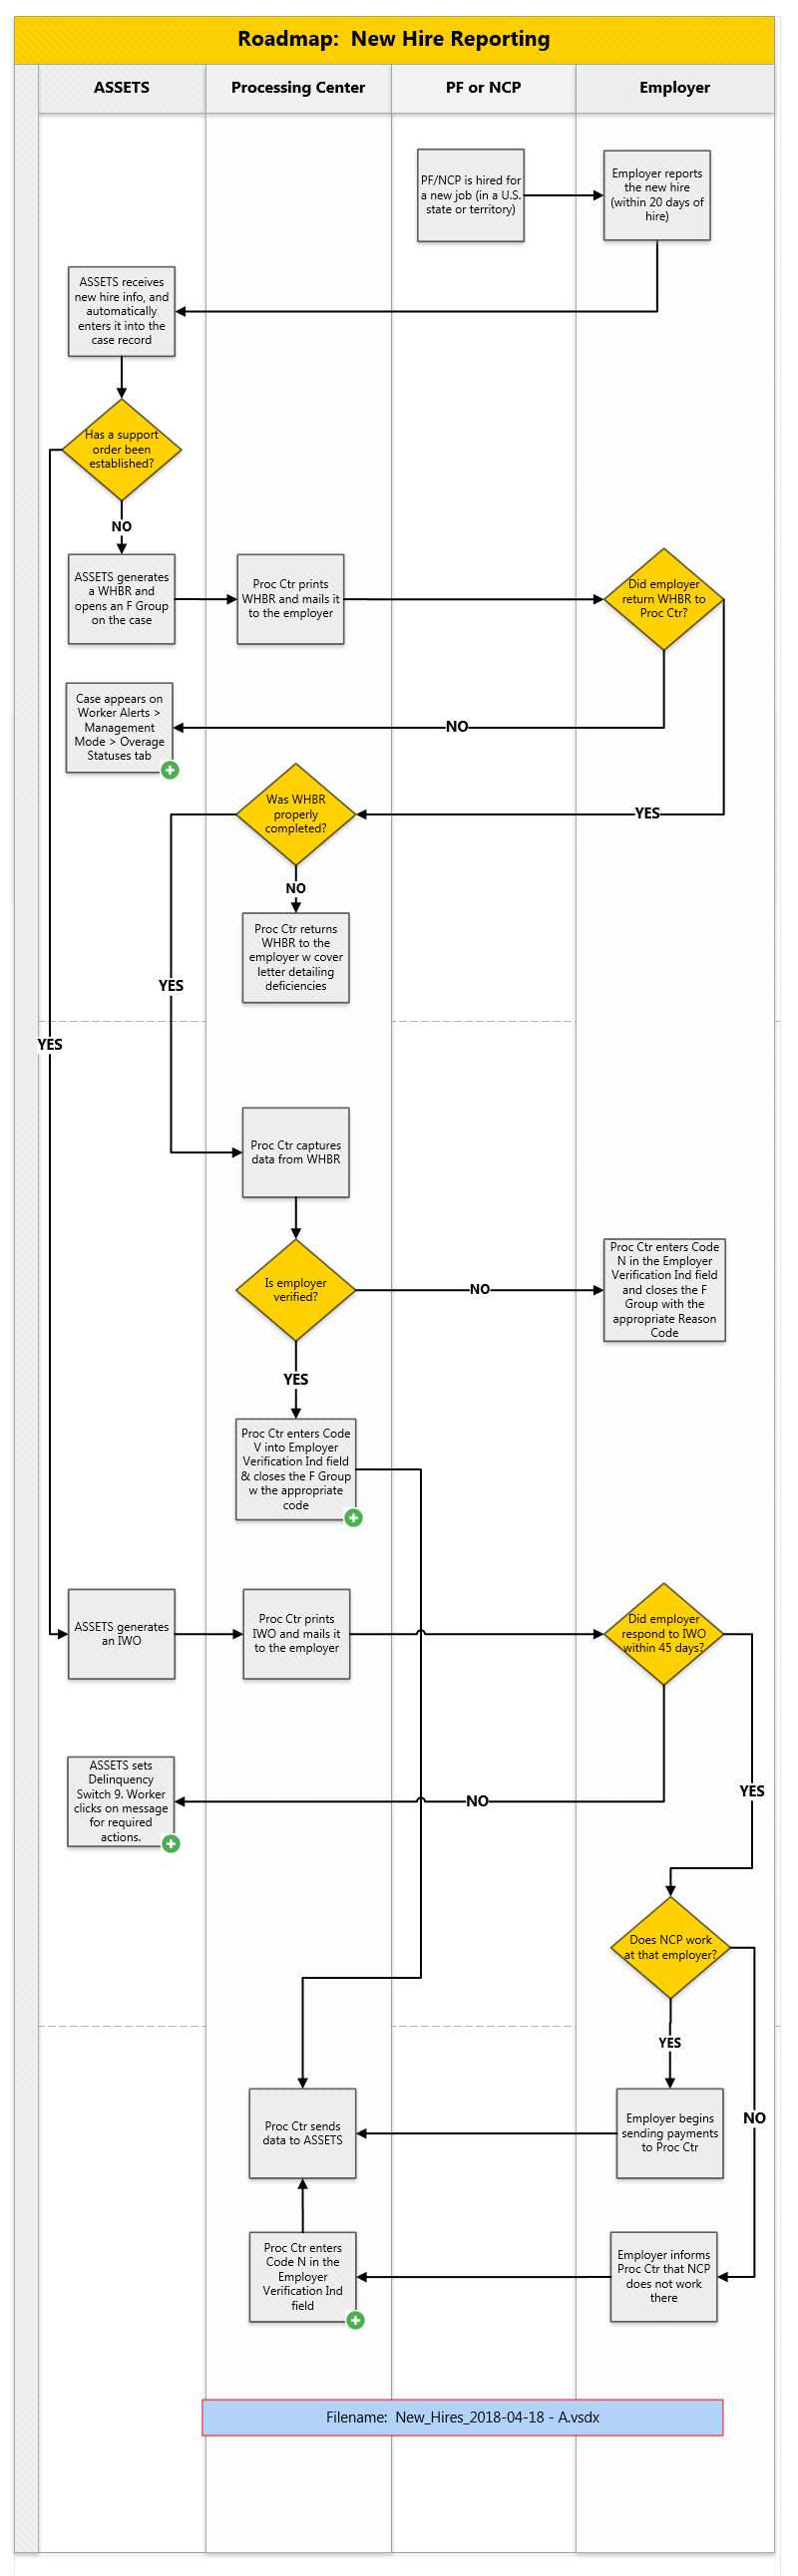 Roadmap:  New Hire Reporting
ASSETS
Processing Center
PF or NCP
Employer
PF/NCP is hired for
a new job (in a U.S.
state or territory)
Employer reports
the new hire
(within 20 days of
hire)
ASSETS receives
new hire info, and
automatically
enters it into the
case record
Has a support
order been
established?
NO
ASSETS generates
a WHBR and
opens an F Group
on the case
Proc Ctr prints
WHBR and mails it
to the employer
Did employer
return WHBR to
Proc Ctr?
Case appears on
Worker Alerts >
Management
Mode > Overage
Statuses tab
NO
Was WHBR
properly
completed?
YES
NO
Proc Ctr returns
WHBR to the
employer w cover
letter detailing
deficiencies
YES
YES
Proc Ctr captures
data from WHBR
Is employer
verified?
NO
Proc Ctr enters Code
N in the Employer
Verification Ind field
and closes the F
Group with the
appropriate Reason
Code
YES
Proc Ctr enters Code
V into Employer
Verification Ind field
& closes the F Group
w the appropriate
code
ASSETS generates
an IWO
Proc Ctr prints
IWO and mails it
to the employer
Did employer
respond to IWO
within 45 days?
ASSETS sets
Delinquency
Switch 9. Worker
clicks on message
for required
actions.
NO
YES
Does NCP work
at that employer?
YES
NO
Proc Ctr sends
data to ASSETS
Employer begins
sending payments
to Proc Ctr
Proc Ctr enters
Code N in the
Employer
Verification Ind
field
Employer informs
Proc Ctr that NCP
does not work
there
Filename:  New_Hires_2018-04-18 - A.vsdx